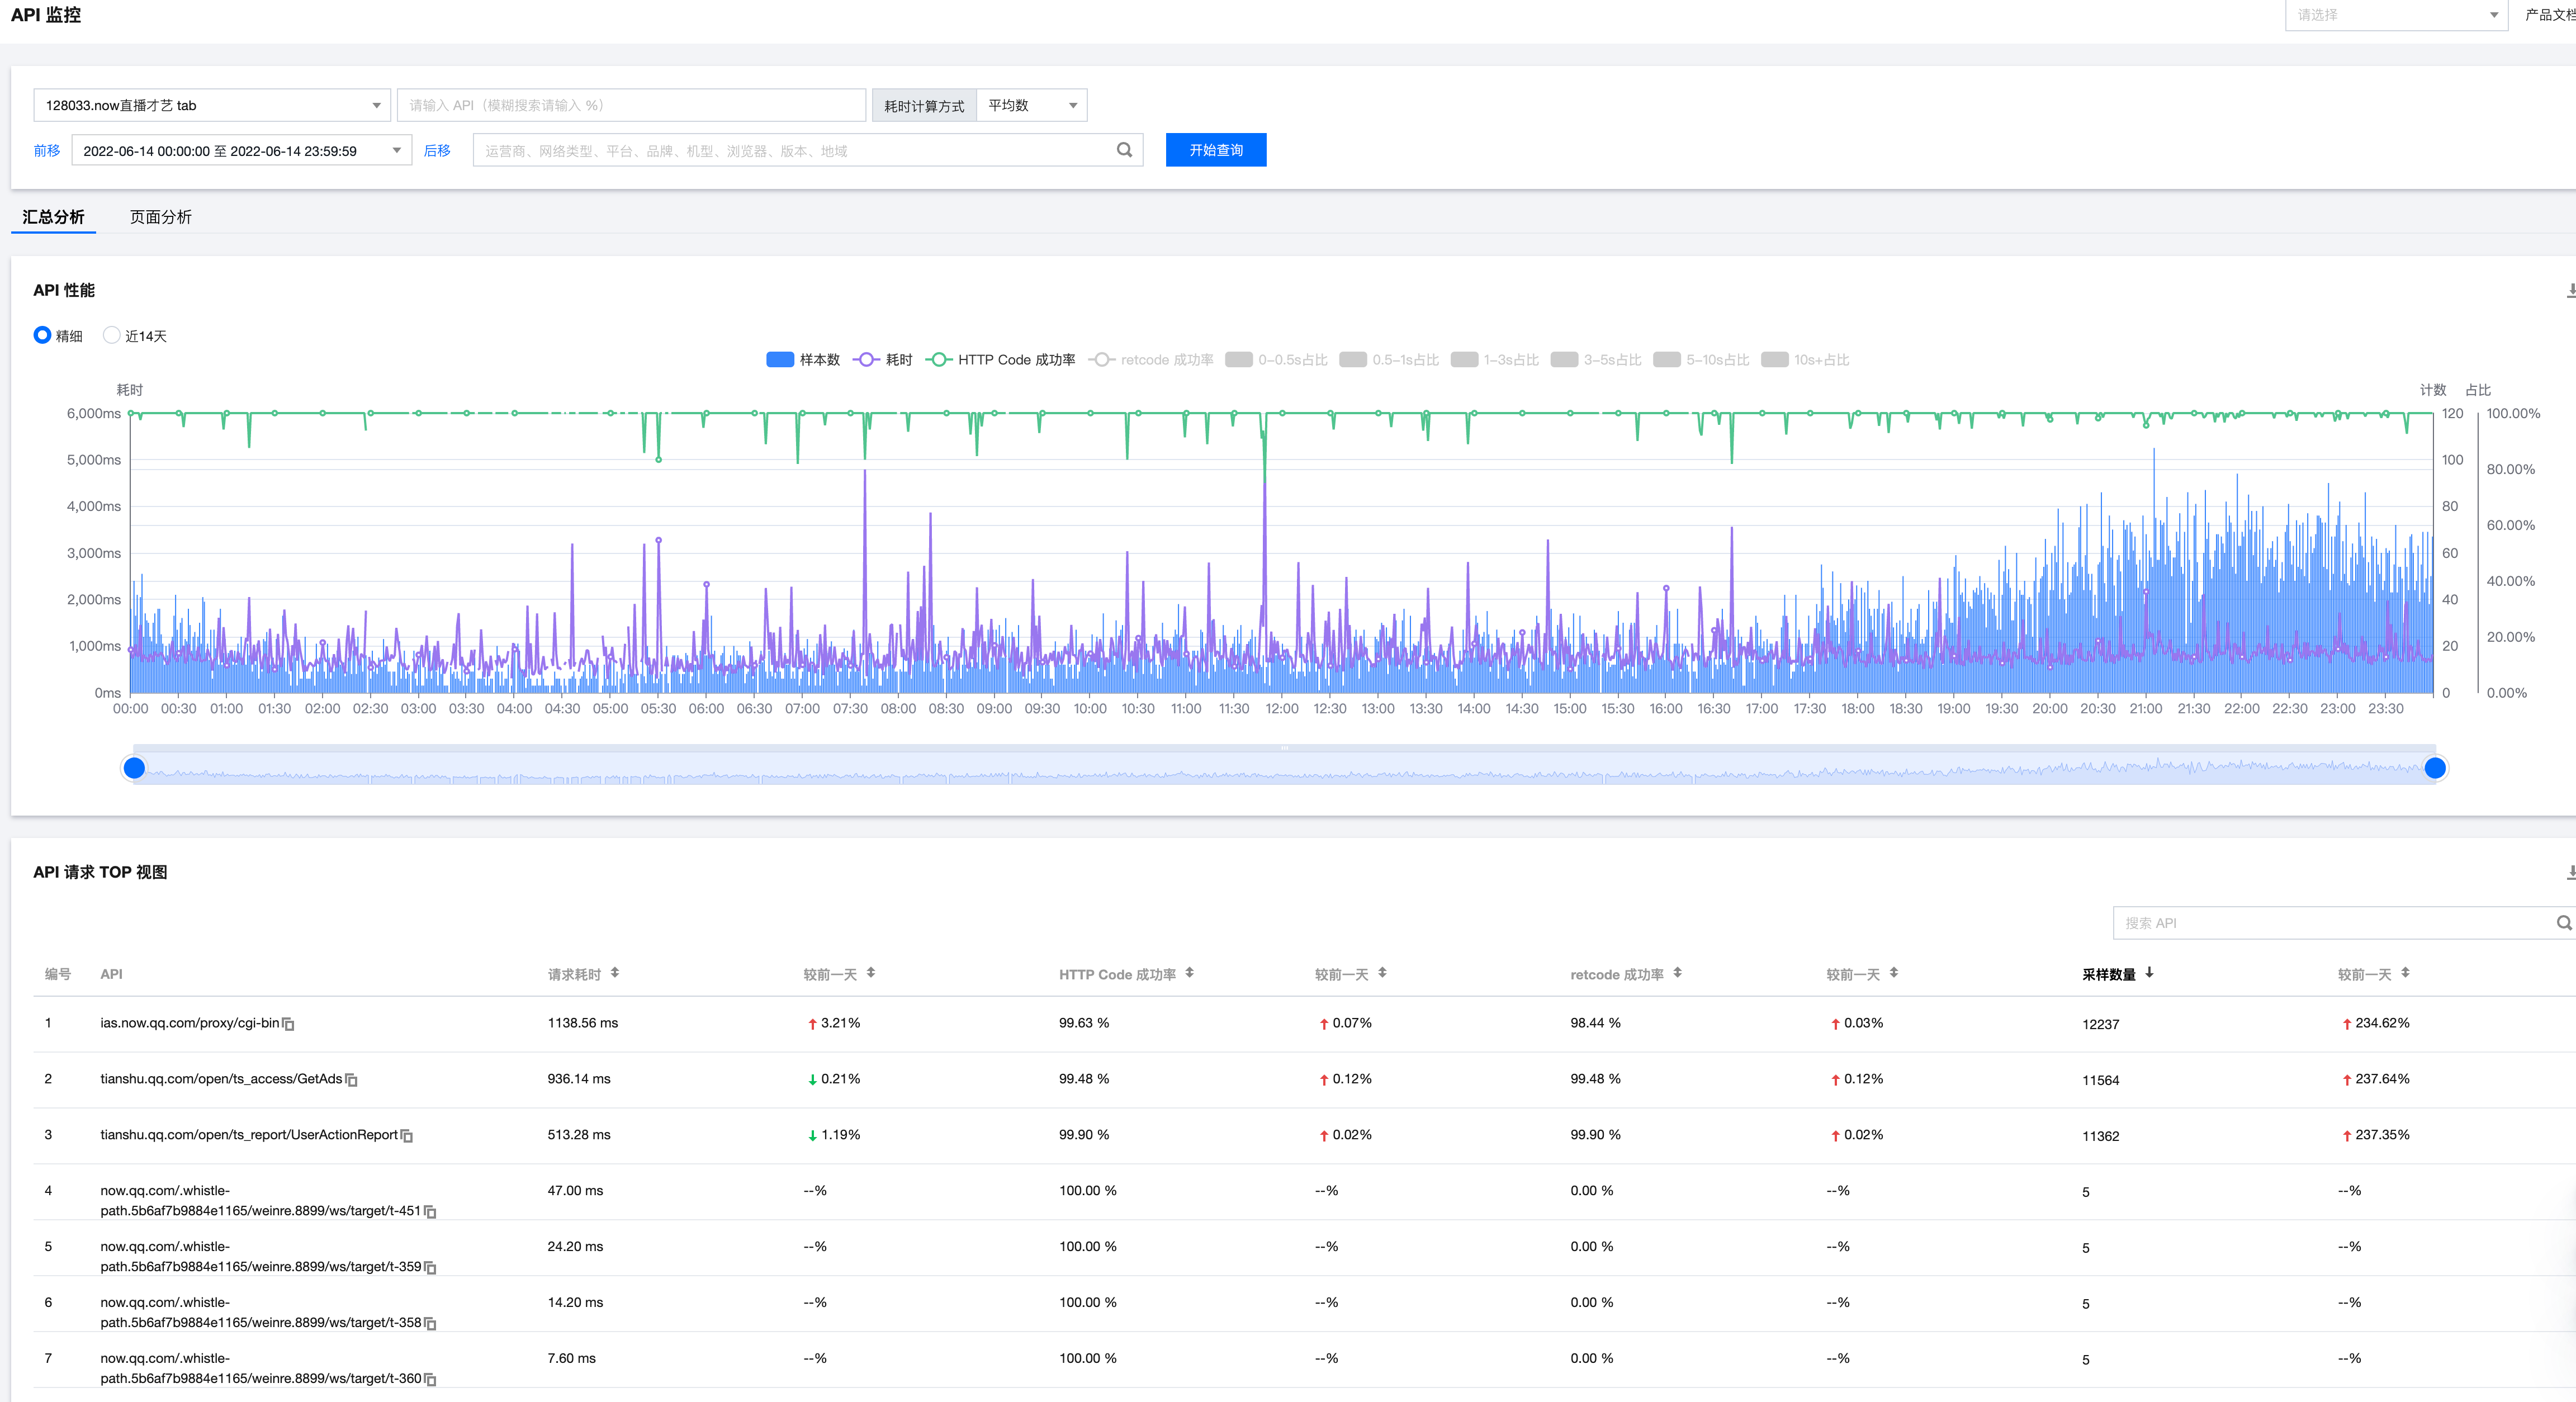 API 监控
请选择
产品文档
128033.now直播才艺 tab
请输入 API（模糊搜索请输入 %）
耗时计算方式
平均数
前移
2022-06-14 00:00:00 至 2022-06-14 23:59:59
后移
运营商、网络类型、平台、品牌、机型、浏览器、版本、地域
开始查询
汇总分析
页面分析
API 性能
精细
近14天
样本数
耗时
HTTP Code 成功率
retcode 成功率
0-0.5s占比
0.5-1s占比
1-3s占比
3-5s占比
5-10s占比
10s+占比
耗时
计数
占比
6,000ms
5,000ms
4,000ms
3,000ms
2,000ms
1,000ms
0ms
120
100
80
60
40
20
0
100.00%
80.00%
60.00%
40.00%
20.00%
0.00%
00:00 00:30 01:00 01:30 02:00 02:30 03:00 03:30 04:00 04:30 05:00 05:30 06:00 06:30 07:00 07:30 08:00 08:30 09:00 09:30 10:00 10:30 11:00 11:30 12:00 12:30 13:00 13:30 14:00 14:30 15:00 15:30 16:00 16:30 17:00 17:30 18:00 18:30 19:00 19:30 20:00 20:30 21:00 21:30 22:00 22:30 23:00 23:30
API 请求 TOP 视图
搜索 API
编号 API 请求耗时 较前一天 HTTP Code 成功率 较前一天 retcode 成功率 较前一天 采样数量 较前一天
1 ias.now.qq.com/proxy/cgi-bin 1138.56 ms 3.21% 99.63 % 0.07% 98.44 % 0.03% 12237 234.62%
2 tianshu.qq.com/open/ts_access/GetAds 936.14 ms 0.21% 99.48 % 0.12% 99.48 % 0.12% 11564 237.64%
3 tianshu.qq.com/open/ts_report/UserActionReport 513.28 ms 1.19% 99.90 % 0.02% 99.90 % 0.02% 11362 237.35%
4 now.qq.com/.whistle- 47.00 ms --% 100.00 % --% 0.00 % --% 5 --%
path.5b6af7b9884e1165/weinre.8899/ws/target/t-451
5 now.qq.com/.whistle- 24.20 ms --% 100.00 % --% 0.00 % --% 5 --%
path.5b6af7b9884e1165/weinre.8899/ws/target/t-359
6 now.qq.com/.whistle- 14.20 ms --% 100.00 % --% 0.00 % --% 5 --%
path.5b6af7b9884e1165/weinre.8899/ws/target/t-358
7 now.qq.com/.whistle- 7.60 ms --% 100.00 % --% 0.00 % --% 5 --%
path.5b6af7b9884e1165/weinre.8899/ws/target/t-360